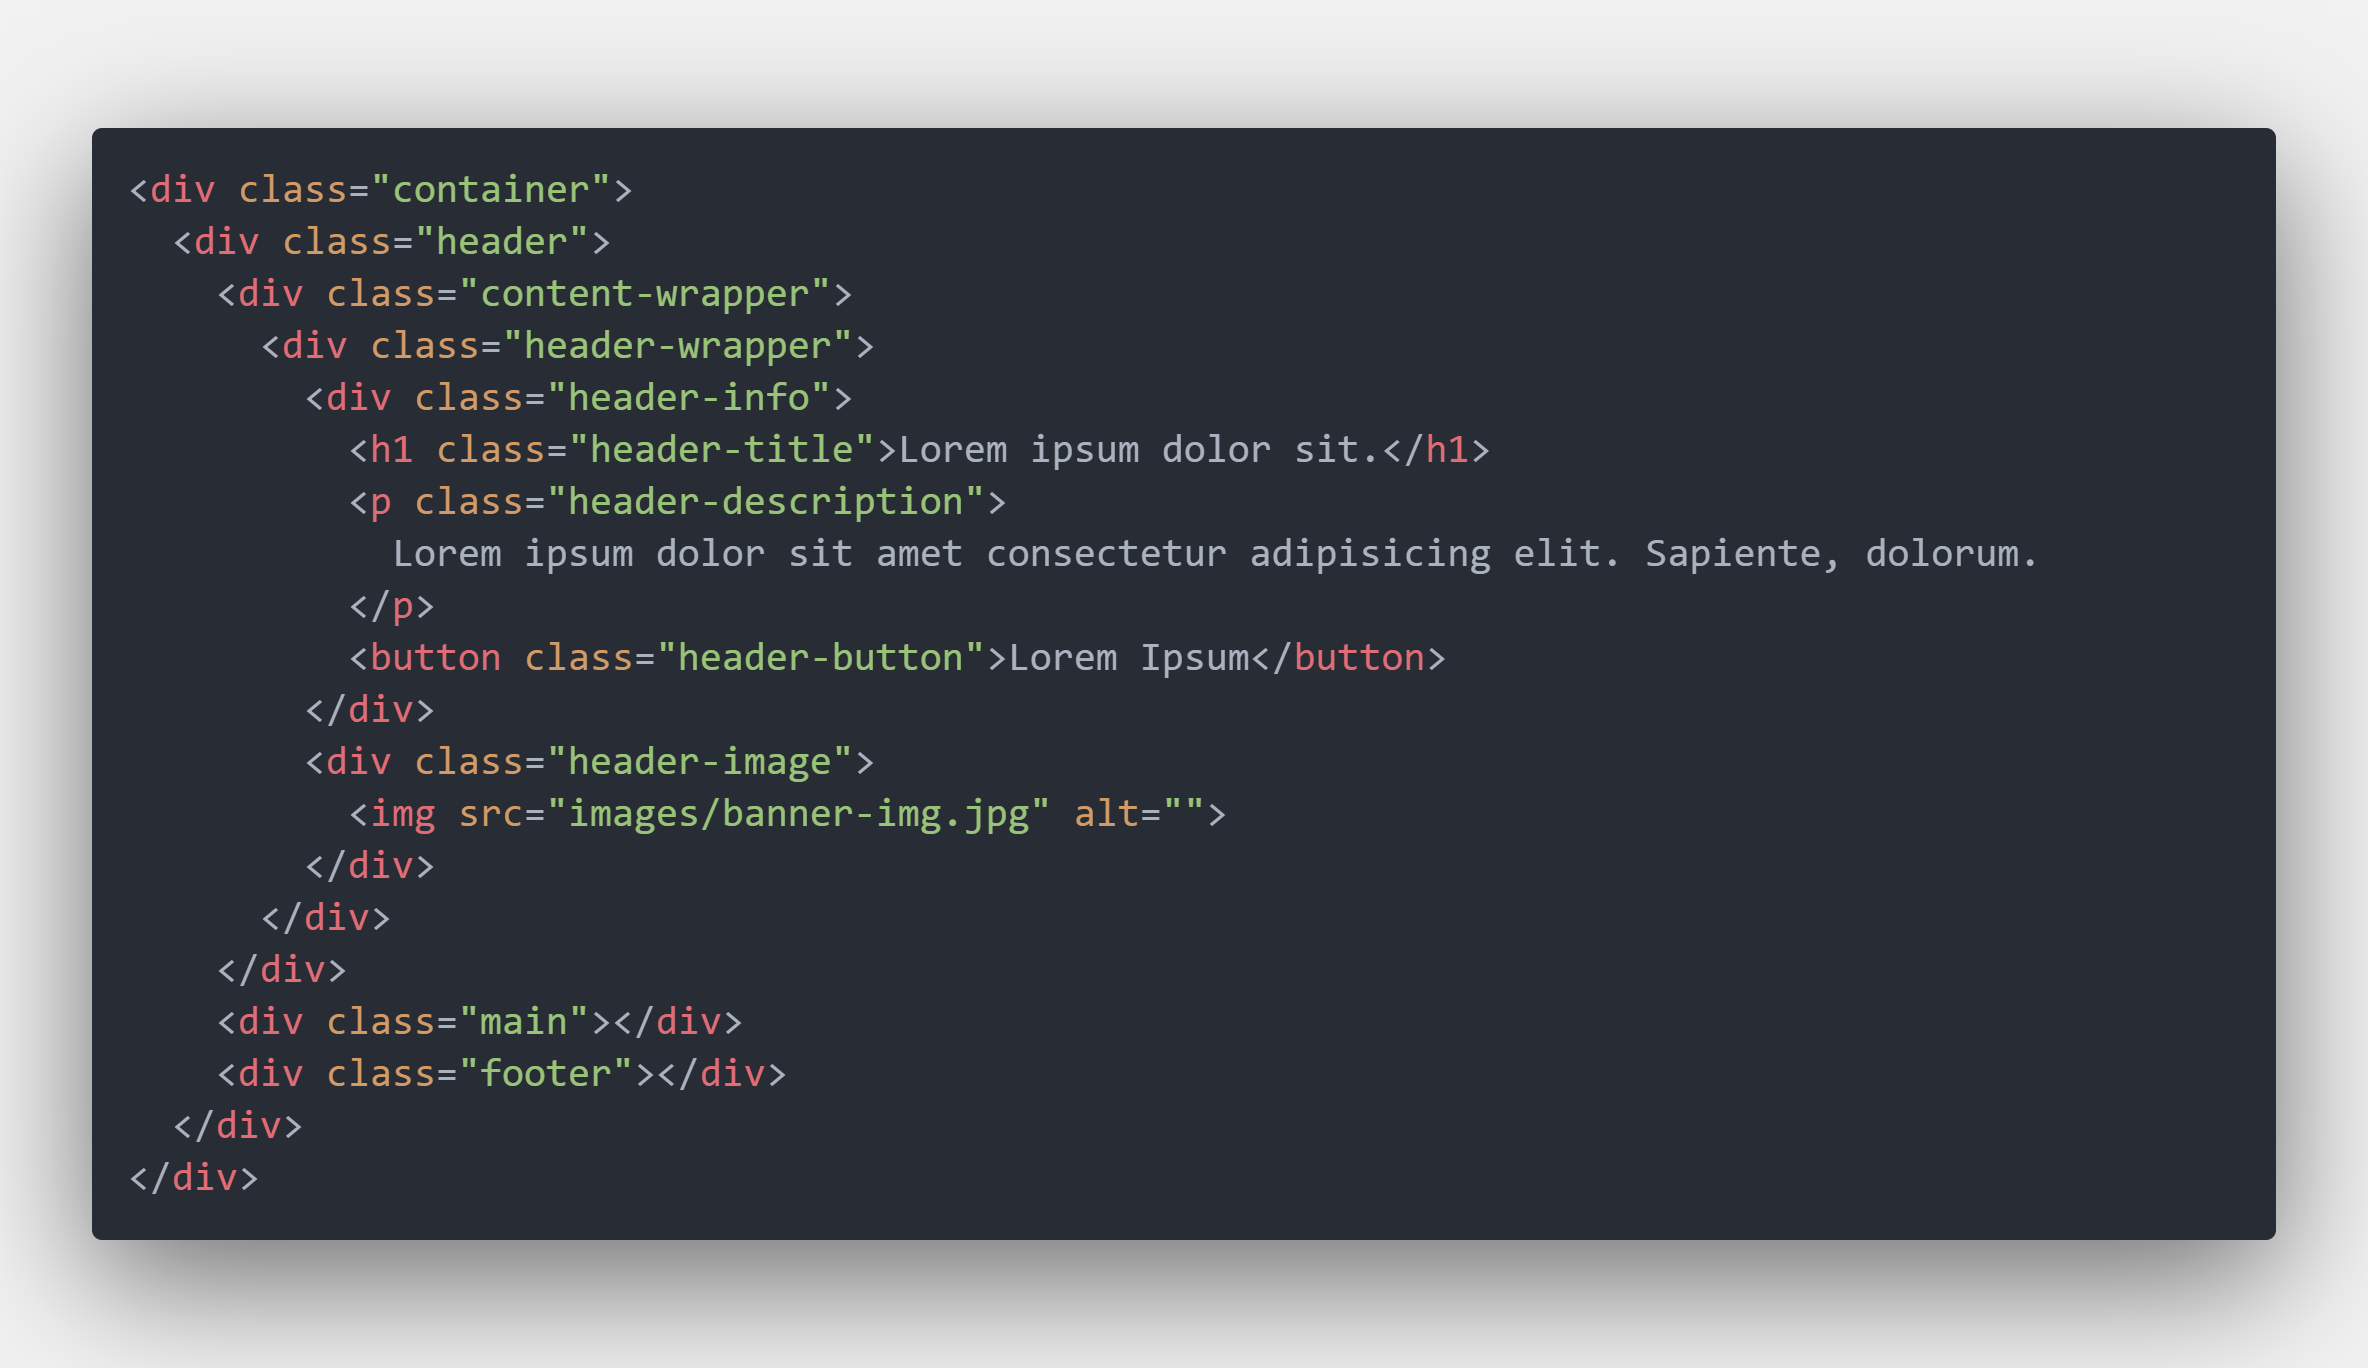 <div class="container">
  <div class="header">
    <div class="content-wrapper">
      <div class="header-wrapper">
        <div class="header-info">
          <h1 class="header-title">Lorem ipsum dolor sit.</h1>
          <p class="header-description">
            Lorem ipsum dolor sit amet consectetur adipisicing elit. Sapiente, dolorum.
          </p>
          <button class="header-button">Lorem Ipsum</button>
        </div>
        <div class="header-image">
          <img src="images/banner-img.jpg" alt="">
        </div>
      </div>
    </div>
    <div class="main"></div>
    <div class="footer"></div>
  </div>
</div>